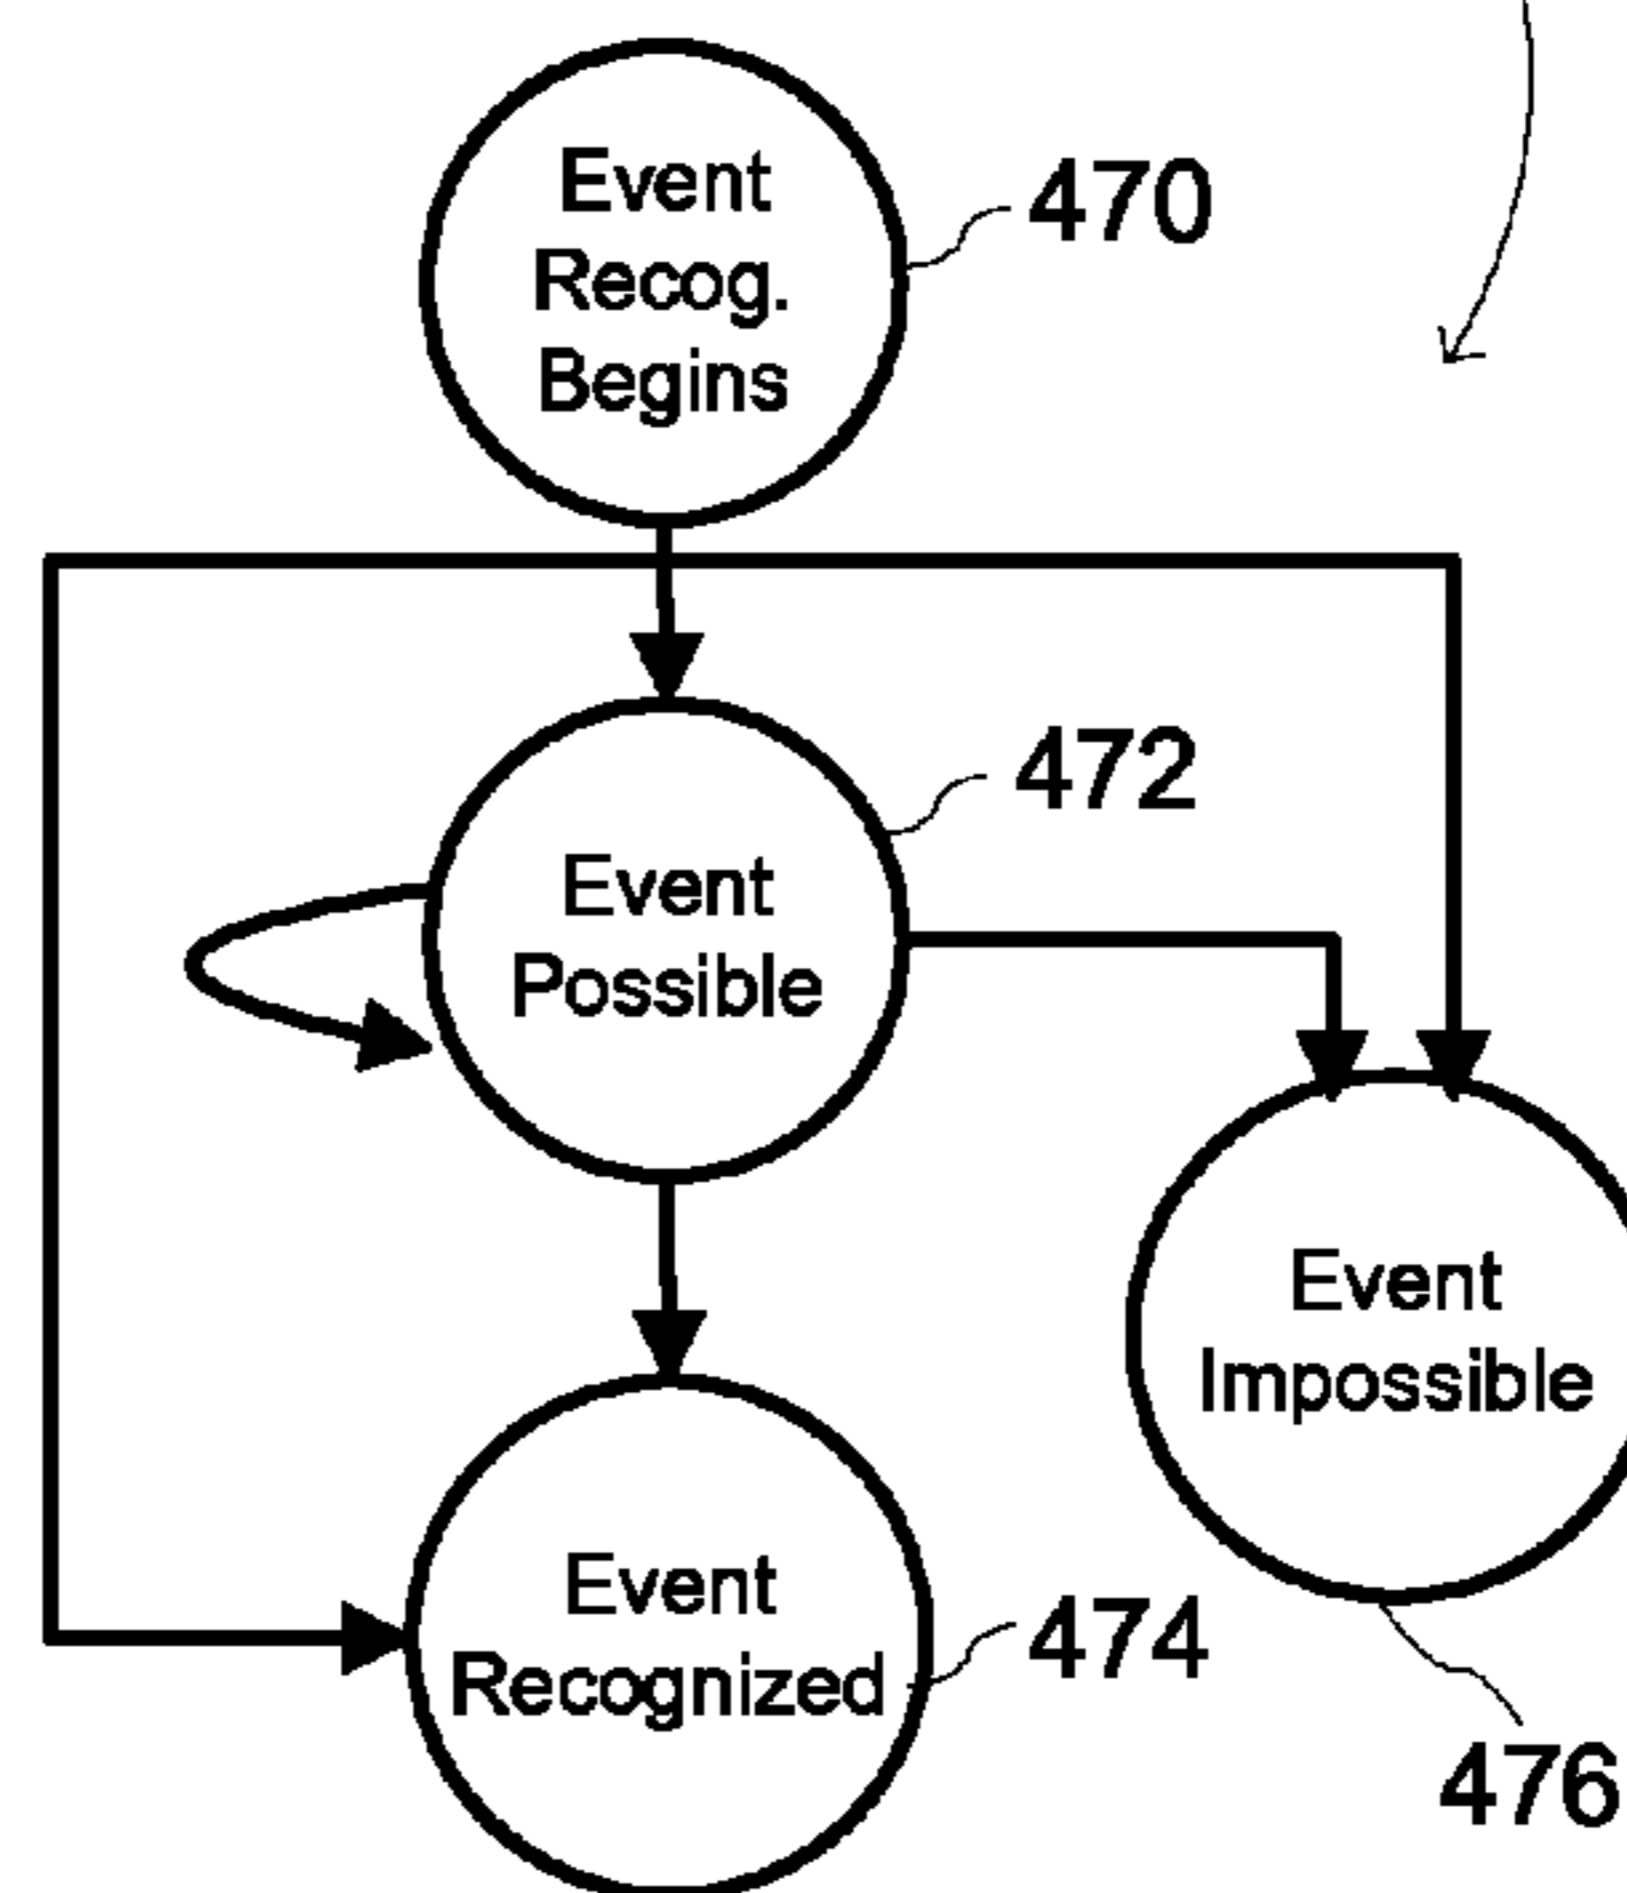 Event
Recog.
Begins
470
472
Event
Possible
Event
Impossible
Event
Recognized
474
476